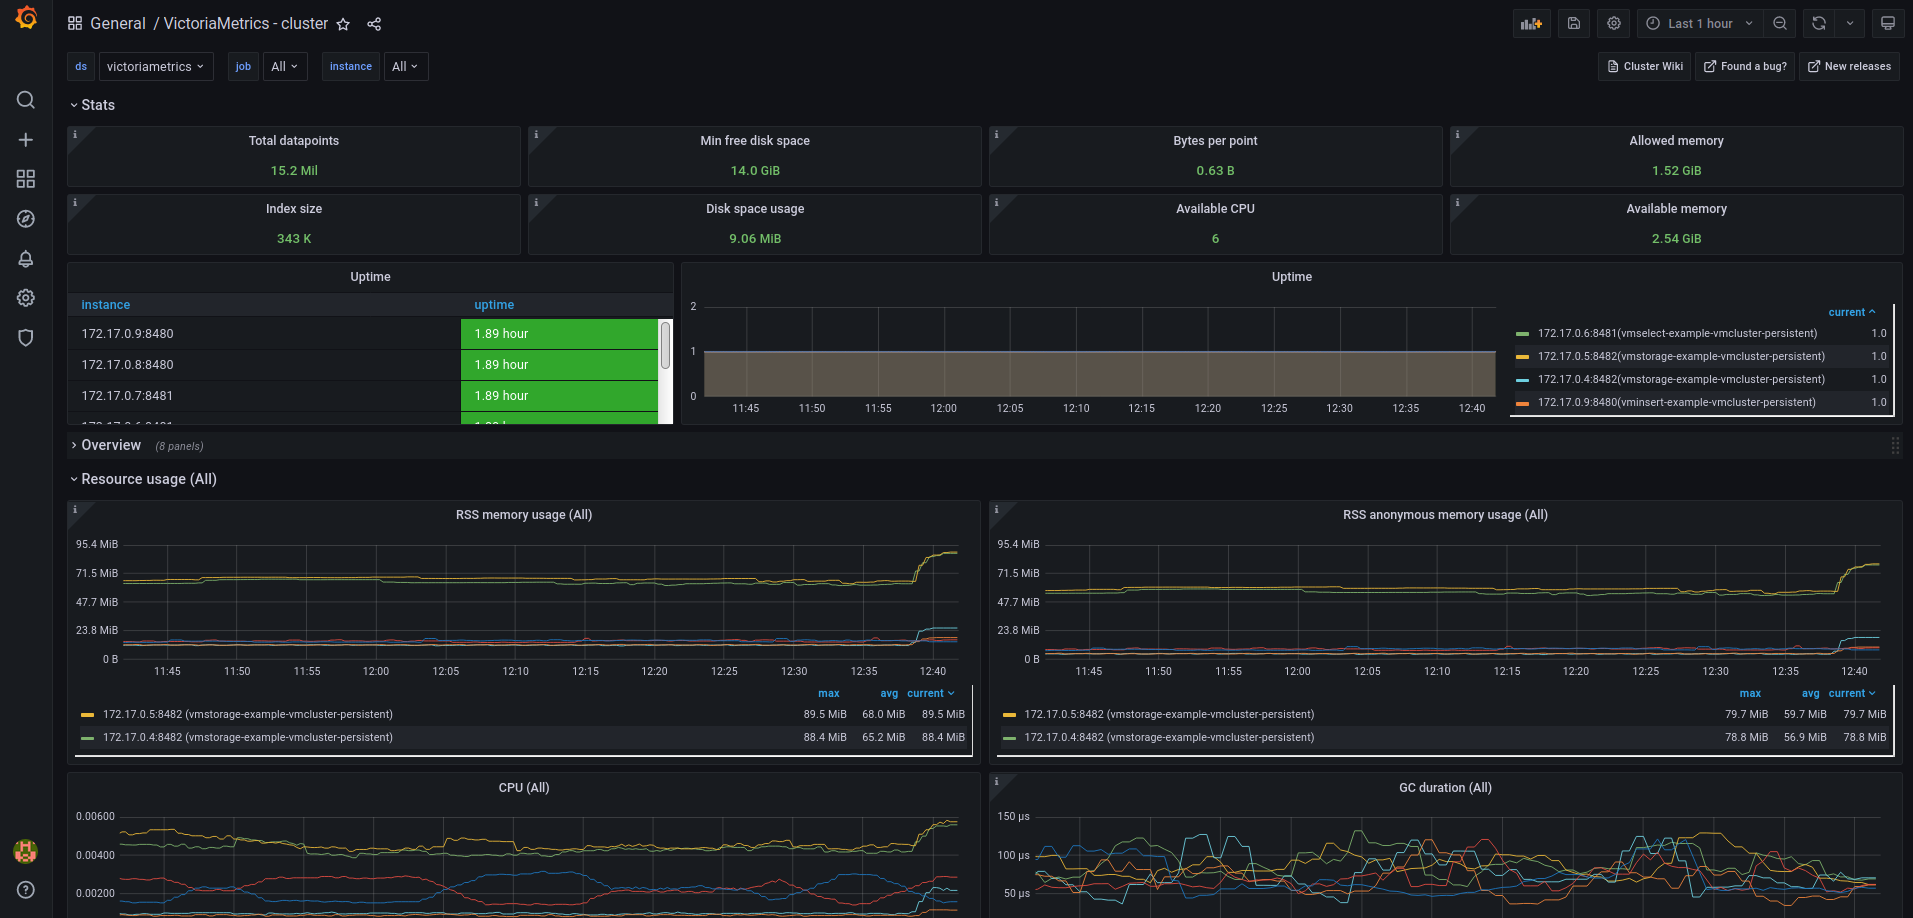 General / VictoriaMetrics - cluster
Last 1 hour
ds victoriametrics job All instance All
Cluster Wiki Found a bug? New releases
Stats
Total datapoints
15.2 Mil
Min free disk space
14.0 GiB
Bytes per point
0.63 B
Allowed memory
1.52 GiB
Index size
343 K
Disk space usage
9.06 MiB
Available CPU
6
Available memory
2.54 GiB
Uptime
instance uptime
172.17.0.9:8480 1.89 hour
172.17.0.8:8480 1.89 hour
172.17.0.7:8481 1.89 hour
Uptime
2
1
0
11:45 11:50 11:55 12:00 12:05 12:10 12:15 12:20 12:25 12:30 12:35 12:40
current
172.17.0.6:8481(vmselect-example-vmcluster-persistent) 1.0
172.17.0.5:8482(vmstorage-example-vmcluster-persistent) 1.0
172.17.0.4:8482(vmstorage-example-vmcluster-persistent) 1.0
172.17.0.9:8480(vminsert-example-vmcluster-persistent) 1.0
Overview (8 panels)
Resource usage (All)
RSS memory usage (All)
95.4 MiB
71.5 MiB
47.7 MiB
23.8 MiB
0 B
11:45 11:50 11:55 12:00 12:05 12:10 12:15 12:20 12:25 12:30 12:35 12:40
max avg current
172.17.0.5:8482 (vmstorage-example-vmcluster-persistent) 89.5 MiB 68.0 MiB 89.5 MiB
172.17.0.4:8482 (vmstorage-example-vmcluster-persistent) 88.4 MiB 65.2 MiB 88.4 MiB
RSS anonymous memory usage (All)
95.4 MiB
71.5 MiB
47.7 MiB
23.8 MiB
0 B
11:45 11:50 11:55 12:00 12:05 12:10 12:15 12:20 12:25 12:30 12:35 12:40
max avg current
172.17.0.5:8482 (vmstorage-example-vmcluster-persistent) 79.7 MiB 59.7 MiB 79.7 MiB
172.17.0.4:8482 (vmstorage-example-vmcluster-persistent) 78.8 MiB 56.9 MiB 78.8 MiB
CPU (All)
0.00600
0.00400
0.00200
GC duration (All)
150 µs
100 µs
50 µs